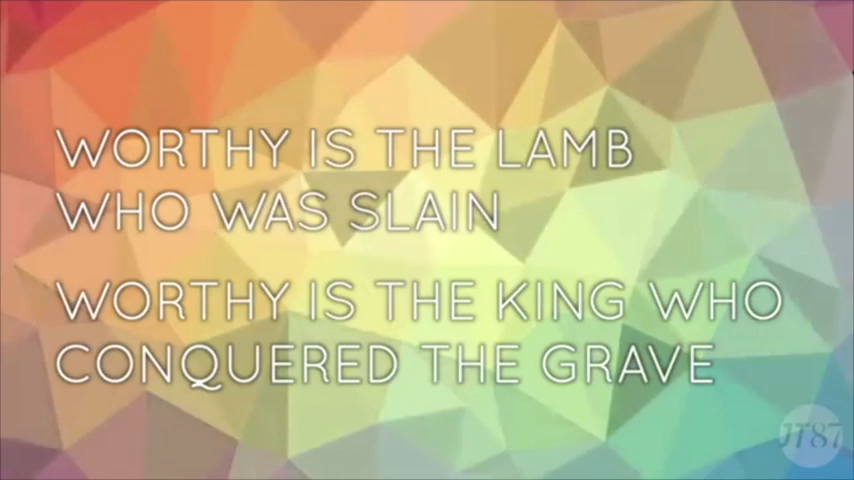 WORTHY IS THE LAMB
WHO WAS SLAIN
WORTHY IS THE KING WHO
CONQUERED THE GRAVE
JT87